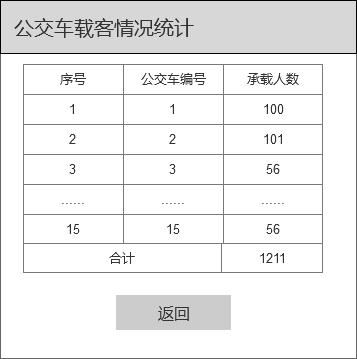 公交车载客情况统计
序号 公交车编号 承载人数
1 1 100
2 2 101
3 3 56
...... ...... ......
15 15 56
合计 1211
返回